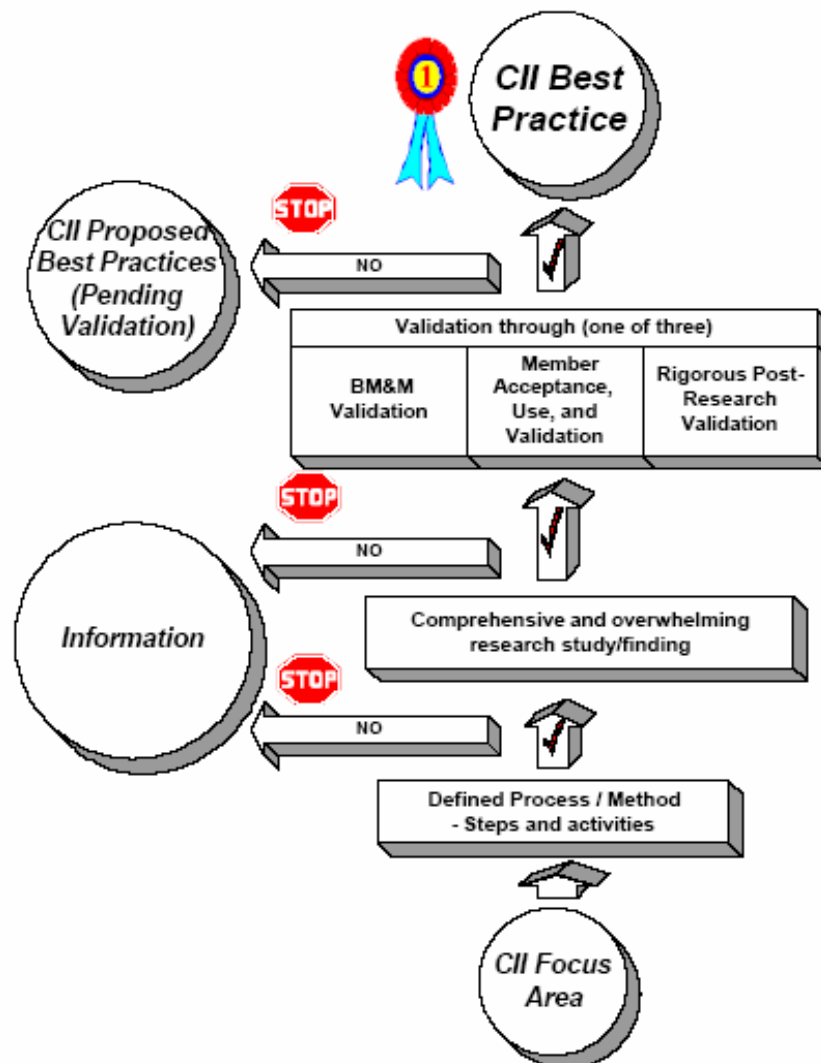 1
CII Best
Practice
STOP
CII Proposed
Best Practices
(Pending
Validation)
NO
Validation through (one of three)
BM&M
Validation
Member
Acceptance,
Use, and
Validation
Rigorous Post-
Research
Validation
STOP
NO
Information
Comprehensive and overwhelming
research study/finding
STOP
NO
Defined Process / Method
- Steps and activities
CII Focus
Area